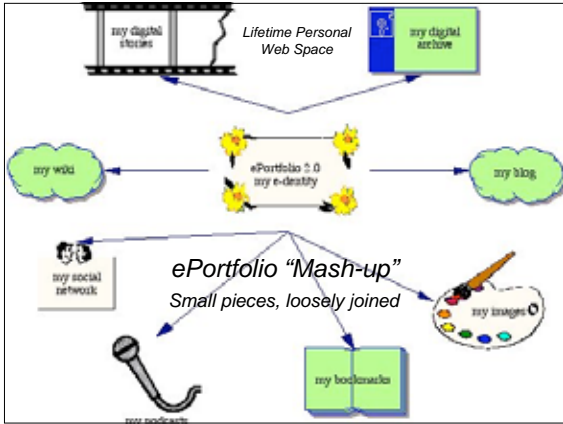 my digital
stories
Lifetime Personal
Web Space
my digital
archive
ePortfolio 2.0
my e-dentity
my wiki
my blog
my social
network
ePortfolio “Mash-up”
Small pieces, loosely joined
my images
my podcasts
my bookmarks